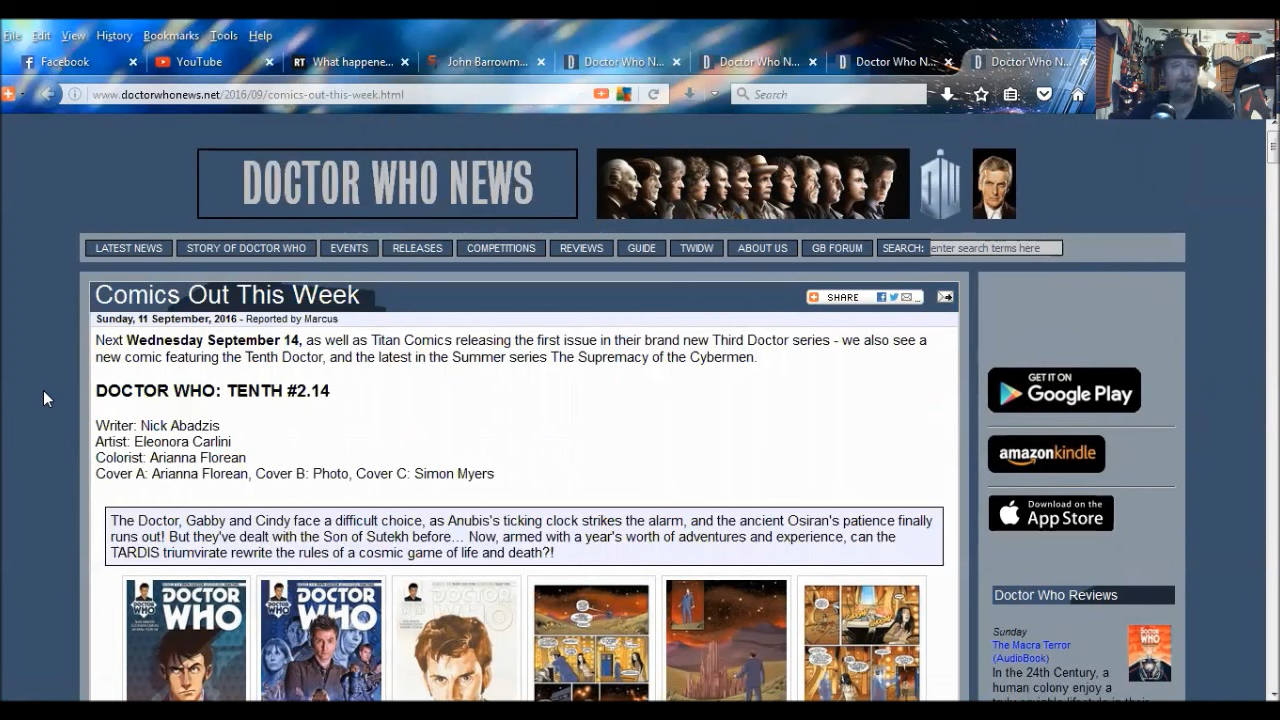 File Edit View History Bookmarks Tools Help
Facebook
YouTube
What happene...
John Barrowm...
Doctor Who N...
Doctor Who N...
Doctor Who N...
Doctor Who N...
www.doctorwhonews.net/2016/09/comics-out-this-week.html
Search
DOCTOR WHO NEWS
LATEST NEWS STORY OF DOCTOR WHO EVENTS RELEASES COMPETITIONS REVIEWS GUIDE TWIDW ABOUT US GB FORUM SEARCH: enter search terms here
Comics Out This Week
SHARE
Sunday, 11 September, 2016 - Reported by Marcus
Next Wednesday September 14, as well as Titan Comics releasing the first issue in their brand new Third Doctor series - we also see a
new comic featuring the Tenth Doctor, and the latest in the Summer series The Supremacy of the Cybermen.
DOCTOR WHO: TENTH #2.14
Writer: Nick Abadzis
Artist: Eleonora Carlini
Colorist: Arianna Florean
Cover A: Arianna Florean, Cover B: Photo, Cover C: Simon Myers
The Doctor, Gabby and Cindy face a difficult choice, as Anubis's ticking clock strikes the alarm, and the ancient Osiran's patience finally
runs out! But they've dealt with the Son of Sutekh before... Now, armed with a year's worth of adventures and experience, can the
TARDIS triumvirate rewrite the rules of a cosmic game of life and death?!
DOCTOR
WHO
DOCTOR
WHO
DOCTOR
WHO
GET IT ON
Google Play
amazonkindle
Download on the
App Store
Doctor Who Reviews
Sunday
The Macra Terror
(AudioBook)
In the 24th Century, a
human colony enjoy a